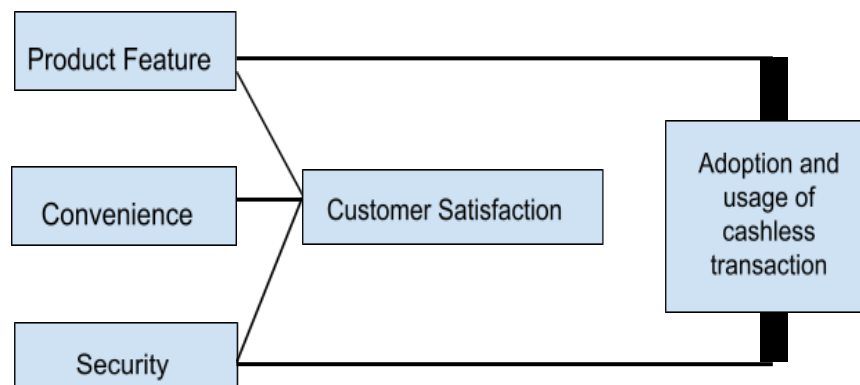 Product Feature
Convenience
Customer Satisfaction
Adoption and
usage of
cashless
transaction
Security